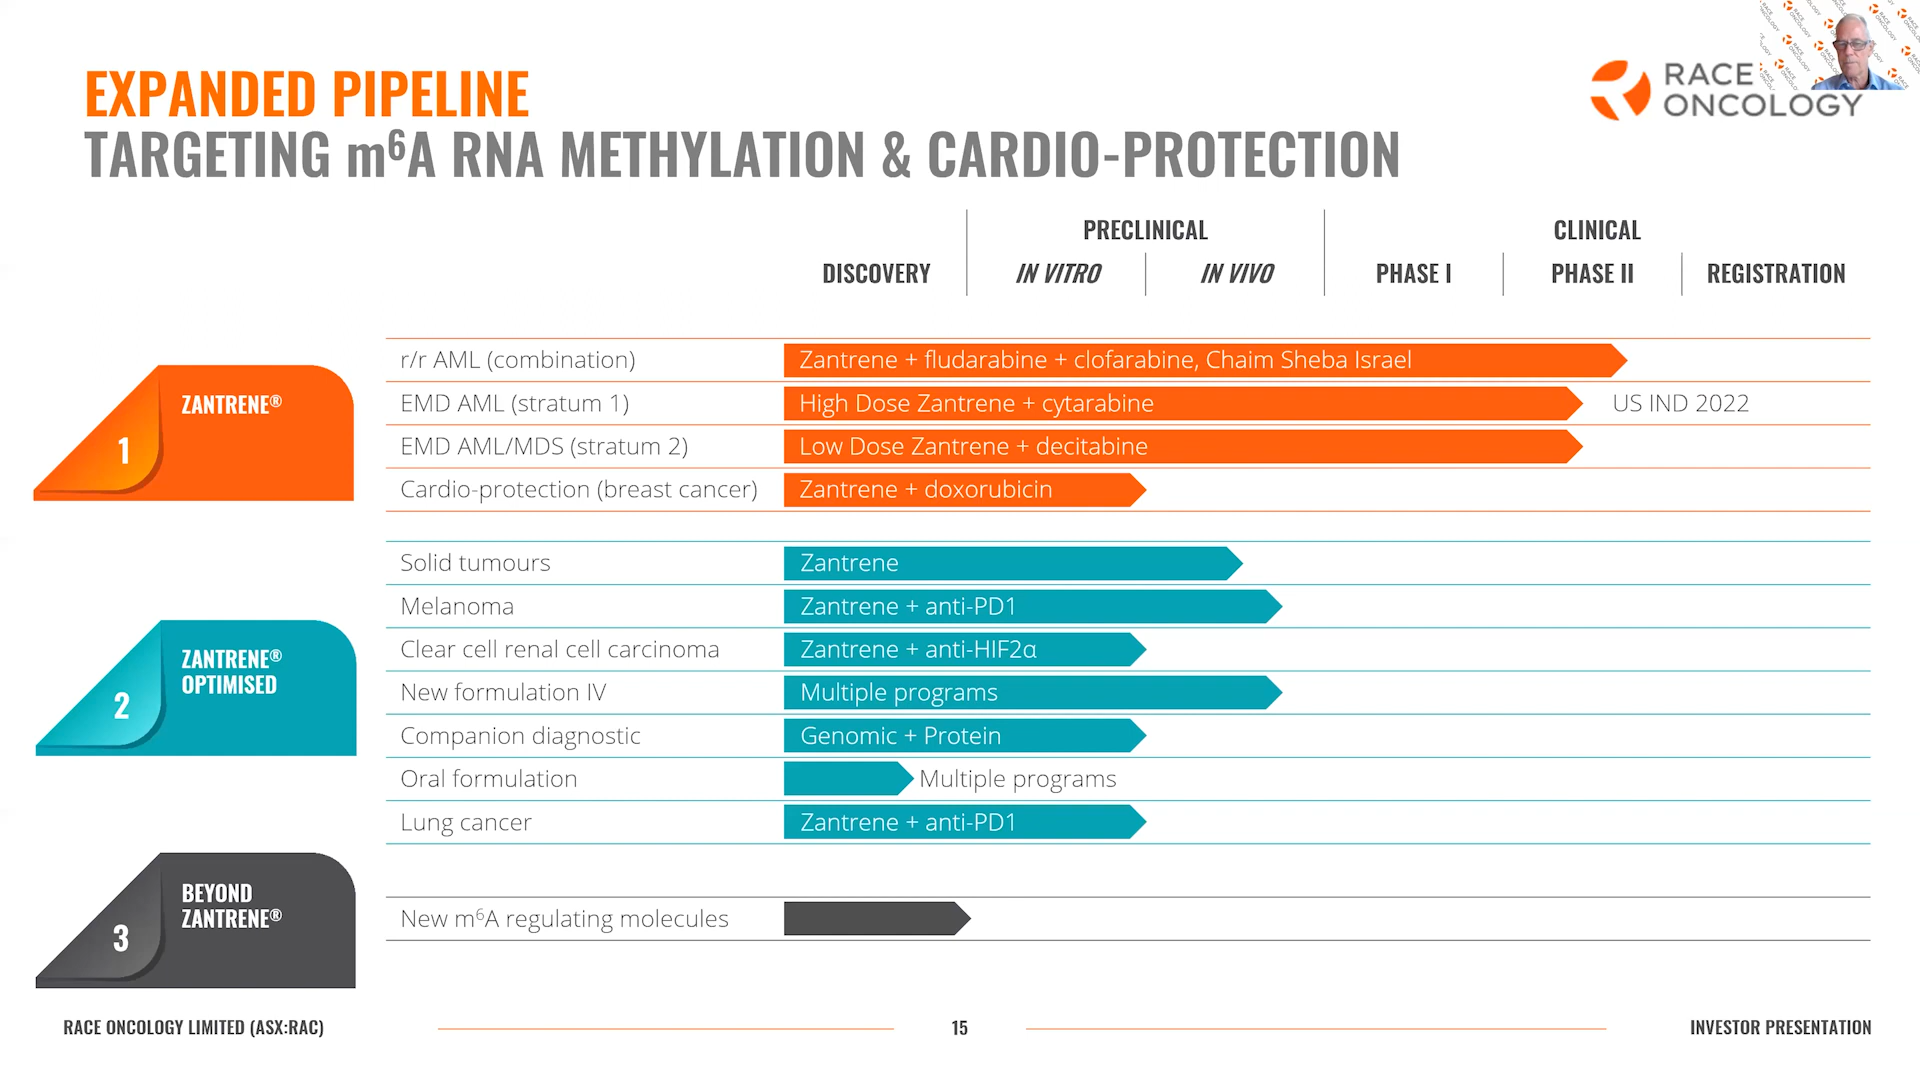 EXPANDED PIPELINE
TARGETING m⁶A RNA METHYLATION & CARDIO-PROTECTION
RACE
ONCOLOGY
PRECLINICAL
CLINICAL
DISCOVERY
IN VITRO
IN VIVO
PHASE I
PHASE II
REGISTRATION
1
ZANTRENE®
r/r AML (combination)
Zantrene + fludarabine + clofarabine, Chaim Sheba Israel
EMD AML (stratum 1)
High Dose Zantrene + cytarabine
US IND 2022
EMD AML/MDS (stratum 2)
Low Dose Zantrene + decitabine
Cardio-protection (breast cancer)
Zantrene + doxorubicin
2
ZANTRENE®
OPTIMISED
Solid tumours
Zantrene
Melanoma
Zantrene + anti-PD1
Clear cell renal cell carcinoma
Zantrene + anti-HIF2α
New formulation IV
Multiple programs
Companion diagnostic
Genomic + Protein
Oral formulation
Multiple programs
Lung cancer
Zantrene + anti-PD1
3
BEYOND
ZANTRENE®
New m⁶A regulating molecules
RACE ONCOLOGY LIMITED (ASX:RAC)
15
INVESTOR PRESENTATION